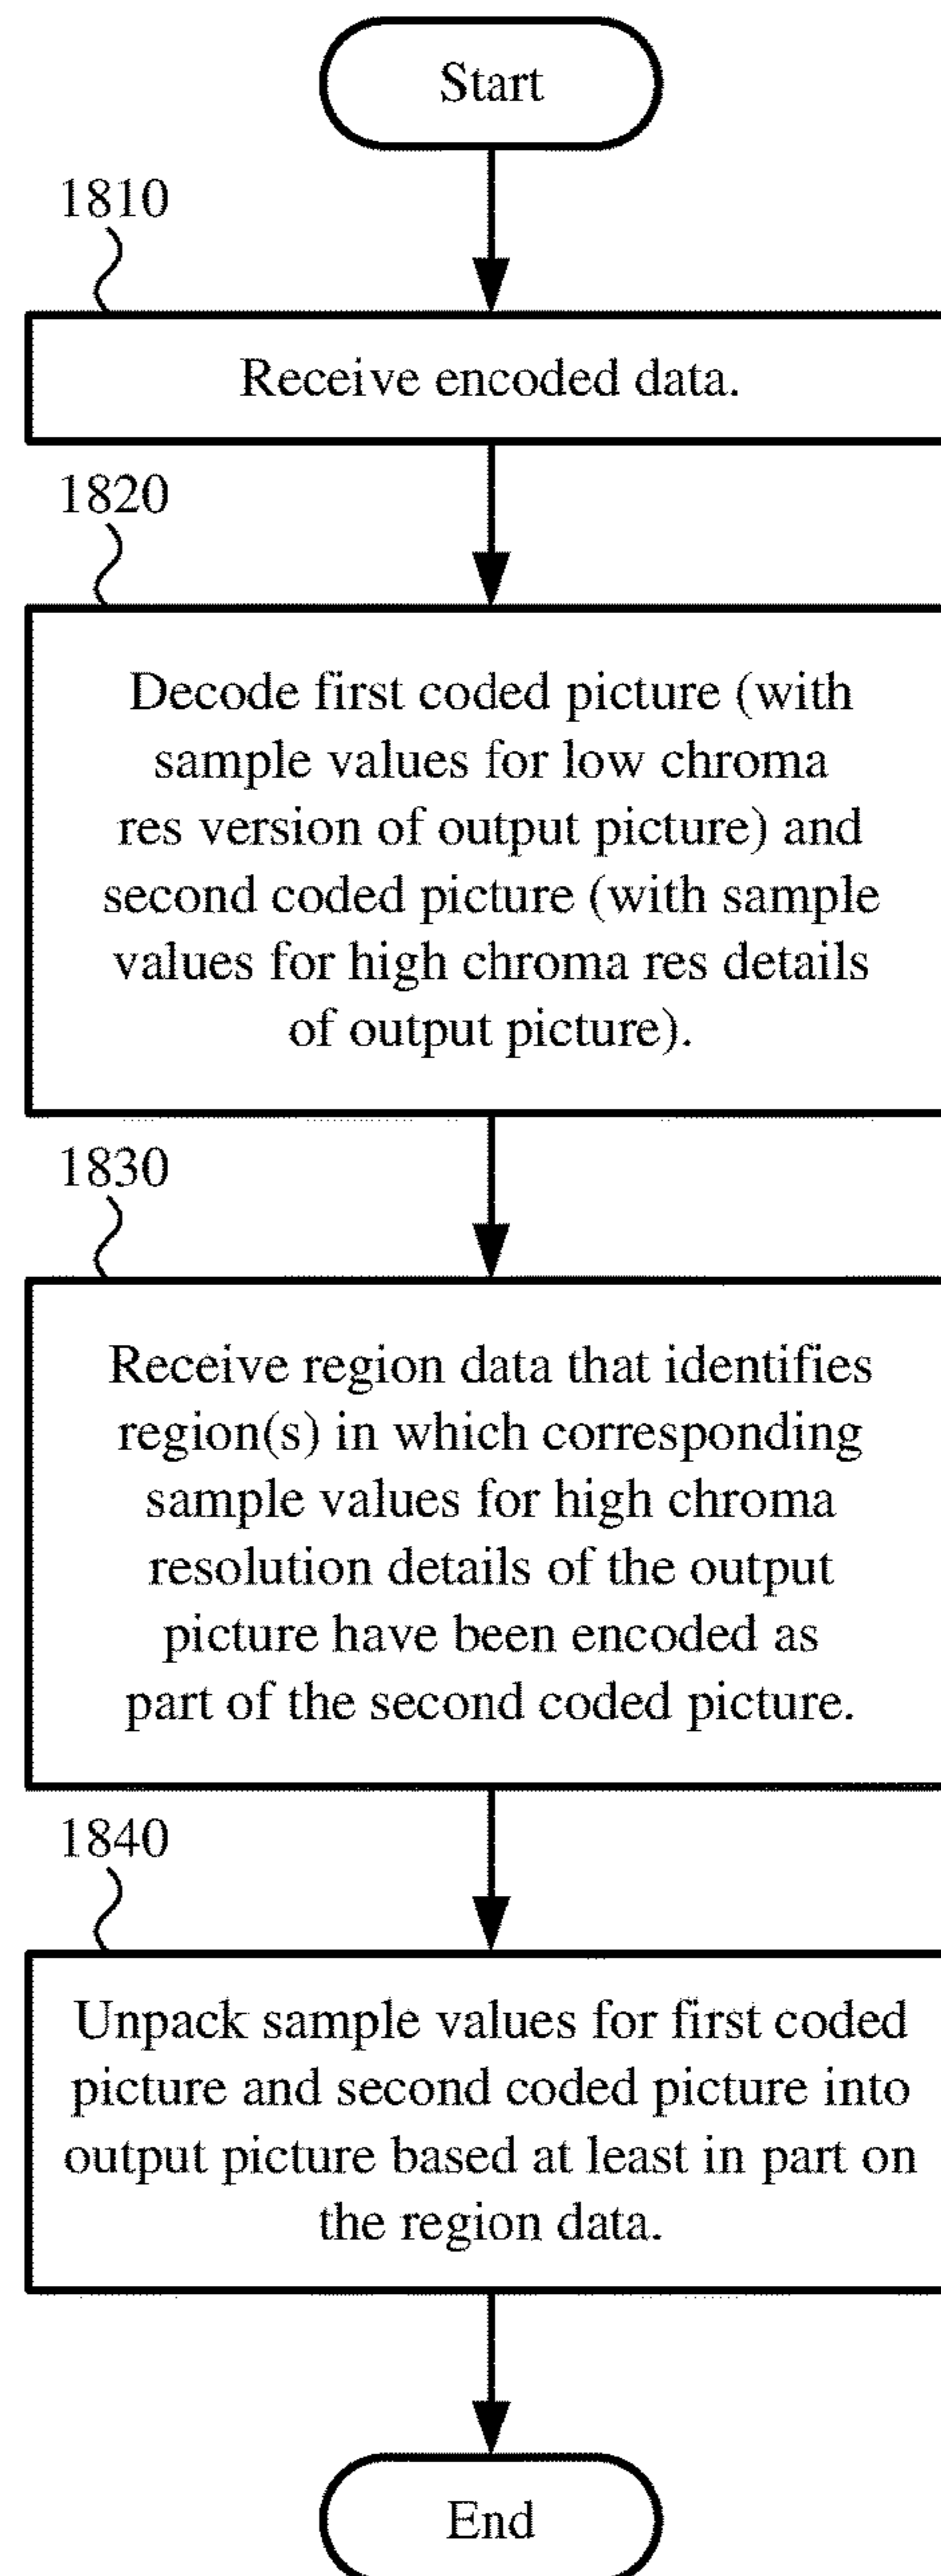 Start
1810
Receive encoded data.
1820
Decode first coded picture (with
sample values for low chroma
res version of output picture) and
second coded picture (with sample
values for high chroma res details
of output picture).
1830
Receive region data that identifies
region(s) in which corresponding
sample values for high chroma
resolution details of the output
picture have been encoded as
part of the second coded picture.
1840
Unpack sample values for first coded
picture and second coded picture into
output picture based at least in part on
the region data.
End